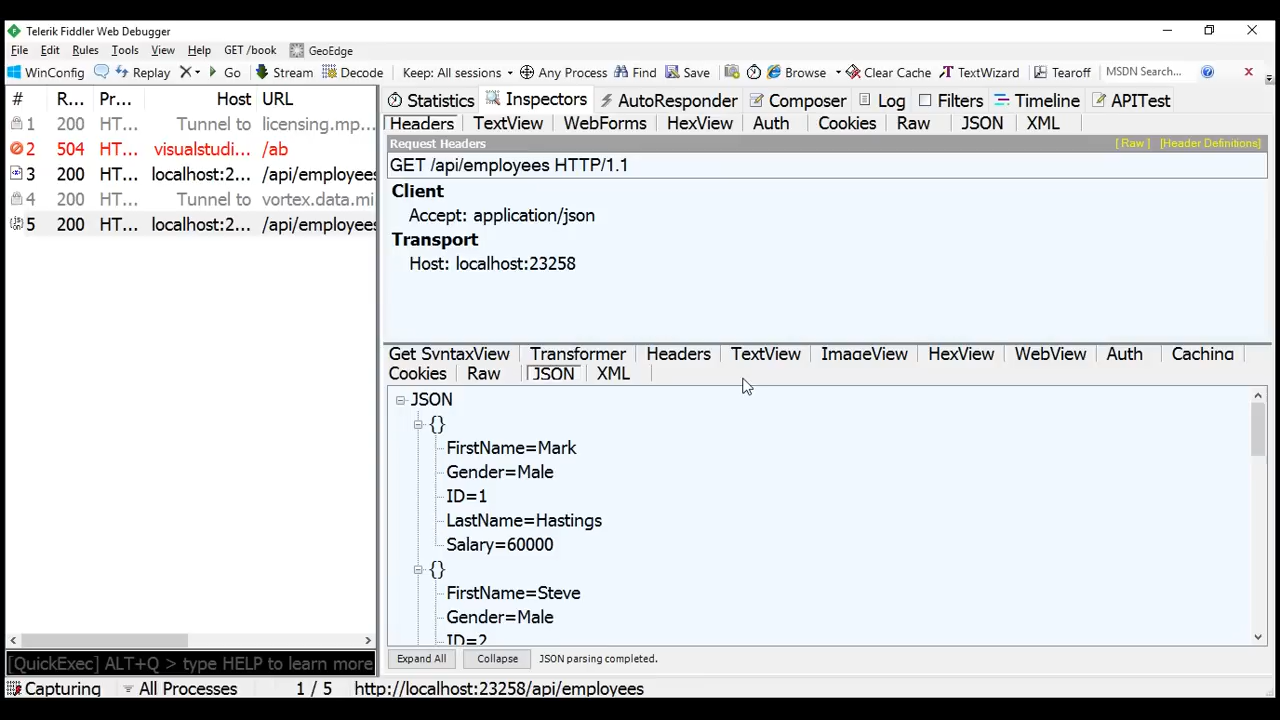 Telerik Fiddler Web Debugger
File Edit Rules Tools View Help GET /book GeoEdge
WinConfig Replay Go Stream Decode Keep: All sessions Any Process Find Save Browse Clear Cache TextWizard Tearoff MSDN Search...
# R... Pr... Host URL
1 200 HT... Tunnel to licensing.mp...
2 504 HT... visualstudi... /ab
3 200 HT... localhost:2... /api/employees
4 200 HT... Tunnel to vortex.data.mi
5 200 HT... localhost:2... /api/employees
[QuickExec] ALT+Q > type HELP to learn more
Statistics Inspectors AutoResponder Composer Log Filters Timeline APITest
Headers TextView WebForms HexView Auth Cookies Raw JSON XML
Request Headers [ Raw ] [Header Definitions]
GET /api/employees HTTP/1.1
Client
Accept: application/json
Transport
Host: localhost:23258
Get SyntaxView Transformer Headers TextView ImageView HexView WebView Auth Caching
Cookies Raw JSON XML
JSON
{}
FirstName=Mark
Gender=Male
ID=1
LastName=Hastings
Salary=60000
{}
FirstName=Steve
Gender=Male
ID=2
Expand All Collapse JSON parsing completed.
Capturing All Processes 1 / 5 http://localhost:23258/api/employees